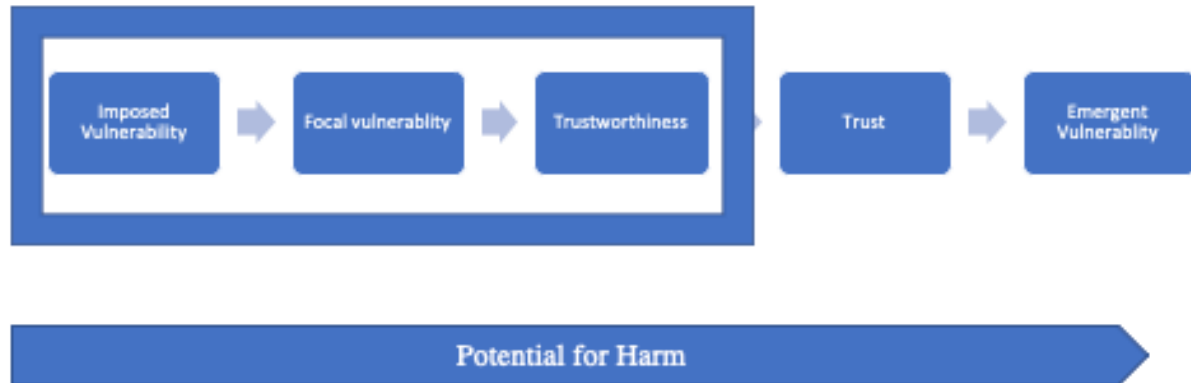 Imposed
Vulnerability
Focal vulnerablity
Trustworthiness
Trust
Emergent
Vulnerablity
Potential for Harm